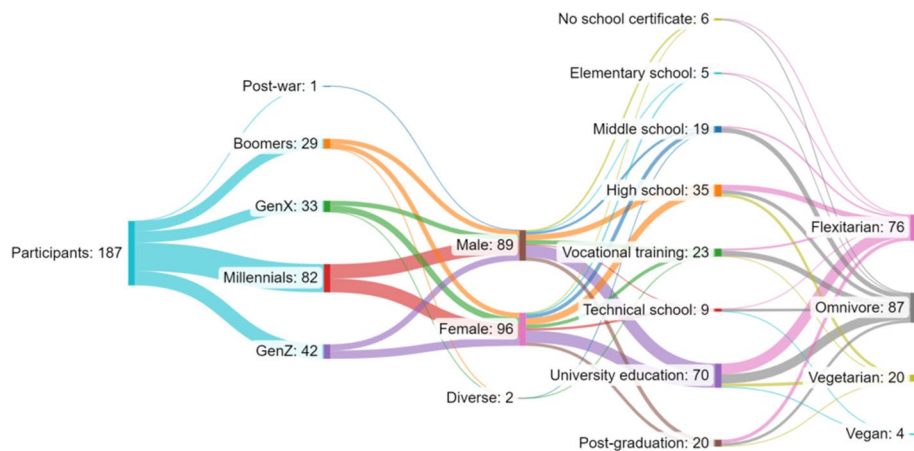 Participants: 187
Post-war: 1
Boomers: 29
GenX: 33
Millennials: 82
GenZ: 42
Male: 89
Female: 96
Diverse: 2
No school certificate: 6
Elementary school: 5
Middle school: 19
High school: 35
Vocational training: 23
Technical school: 9
University education: 70
Post-graduation: 20
Flexitarian: 76
Omnivore: 87
Vegetarian: 20
Vegan: 4